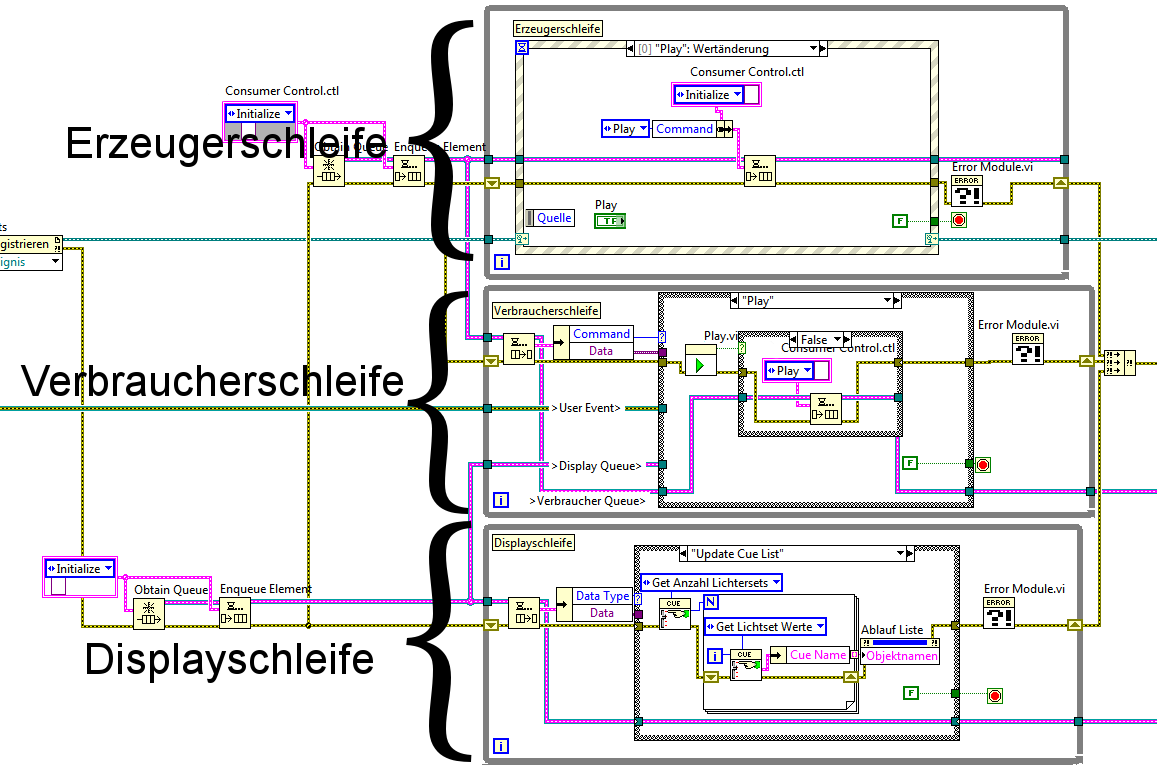 Erzeugerschleife
[0] "Play": Wertänderung
Consumer Control.ctl
Initialize
Play
Command
Consumer Control.ctl
Initialize
Erzeugerschleife
Obtain Queue
Enqueue Element
Error Module.vi
ERROR
?!
Quelle
Play
TF
F
i
ts
gistrieren
ignis
Verbraucherschleife
"Play"
Command
Data
Play.vi
False
Consumer Control.ctl
Play
Error Module.vi
ERROR
?!
Verbraucherschleife
>User Event>
>Display Queue>
>Verbraucher Queue>
F
i
Displayschleife
"Update Cue List"
Initialize
Obtain Queue
Enqueue Element
Data Type
Data
Get Anzahl Lichtersets
CUE
N
Get Lichtset Werte
i
CUE
Cue Name
Ablauf Liste
Objektnamen
Error Module.vi
ERROR
?!
Displayschleife
F
i